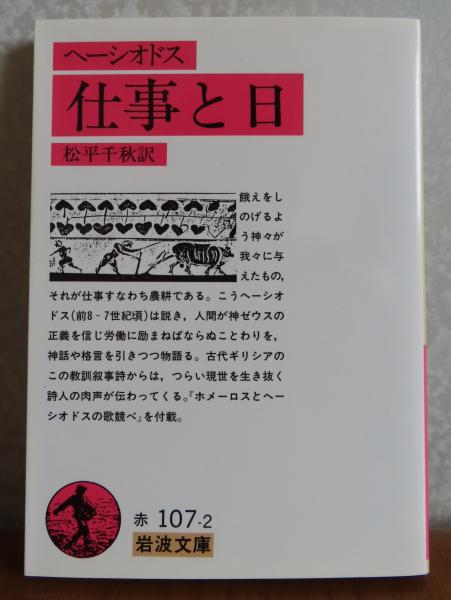 ヘーシオドス
仕事と日
松平千秋訳
餓えをし
のげるよ
う神々が
我々に与
えたもの,
それが仕事すなわち農耕である。こうヘーシオ
ドス(前8‐7世紀頃)は説き，人間が神ゼウスの
正義を信じ労働に励まねばならぬことわりを，
神話や格言を引きつつ物語る。古代ギリシアの
この教訓叙事詩からは，つらい現世を生き抜く
詩人の肉声が伝わってくる。『ホメーロスとヘー
シオドスの歌競べ』を付載。
赤 107-2
岩波文庫